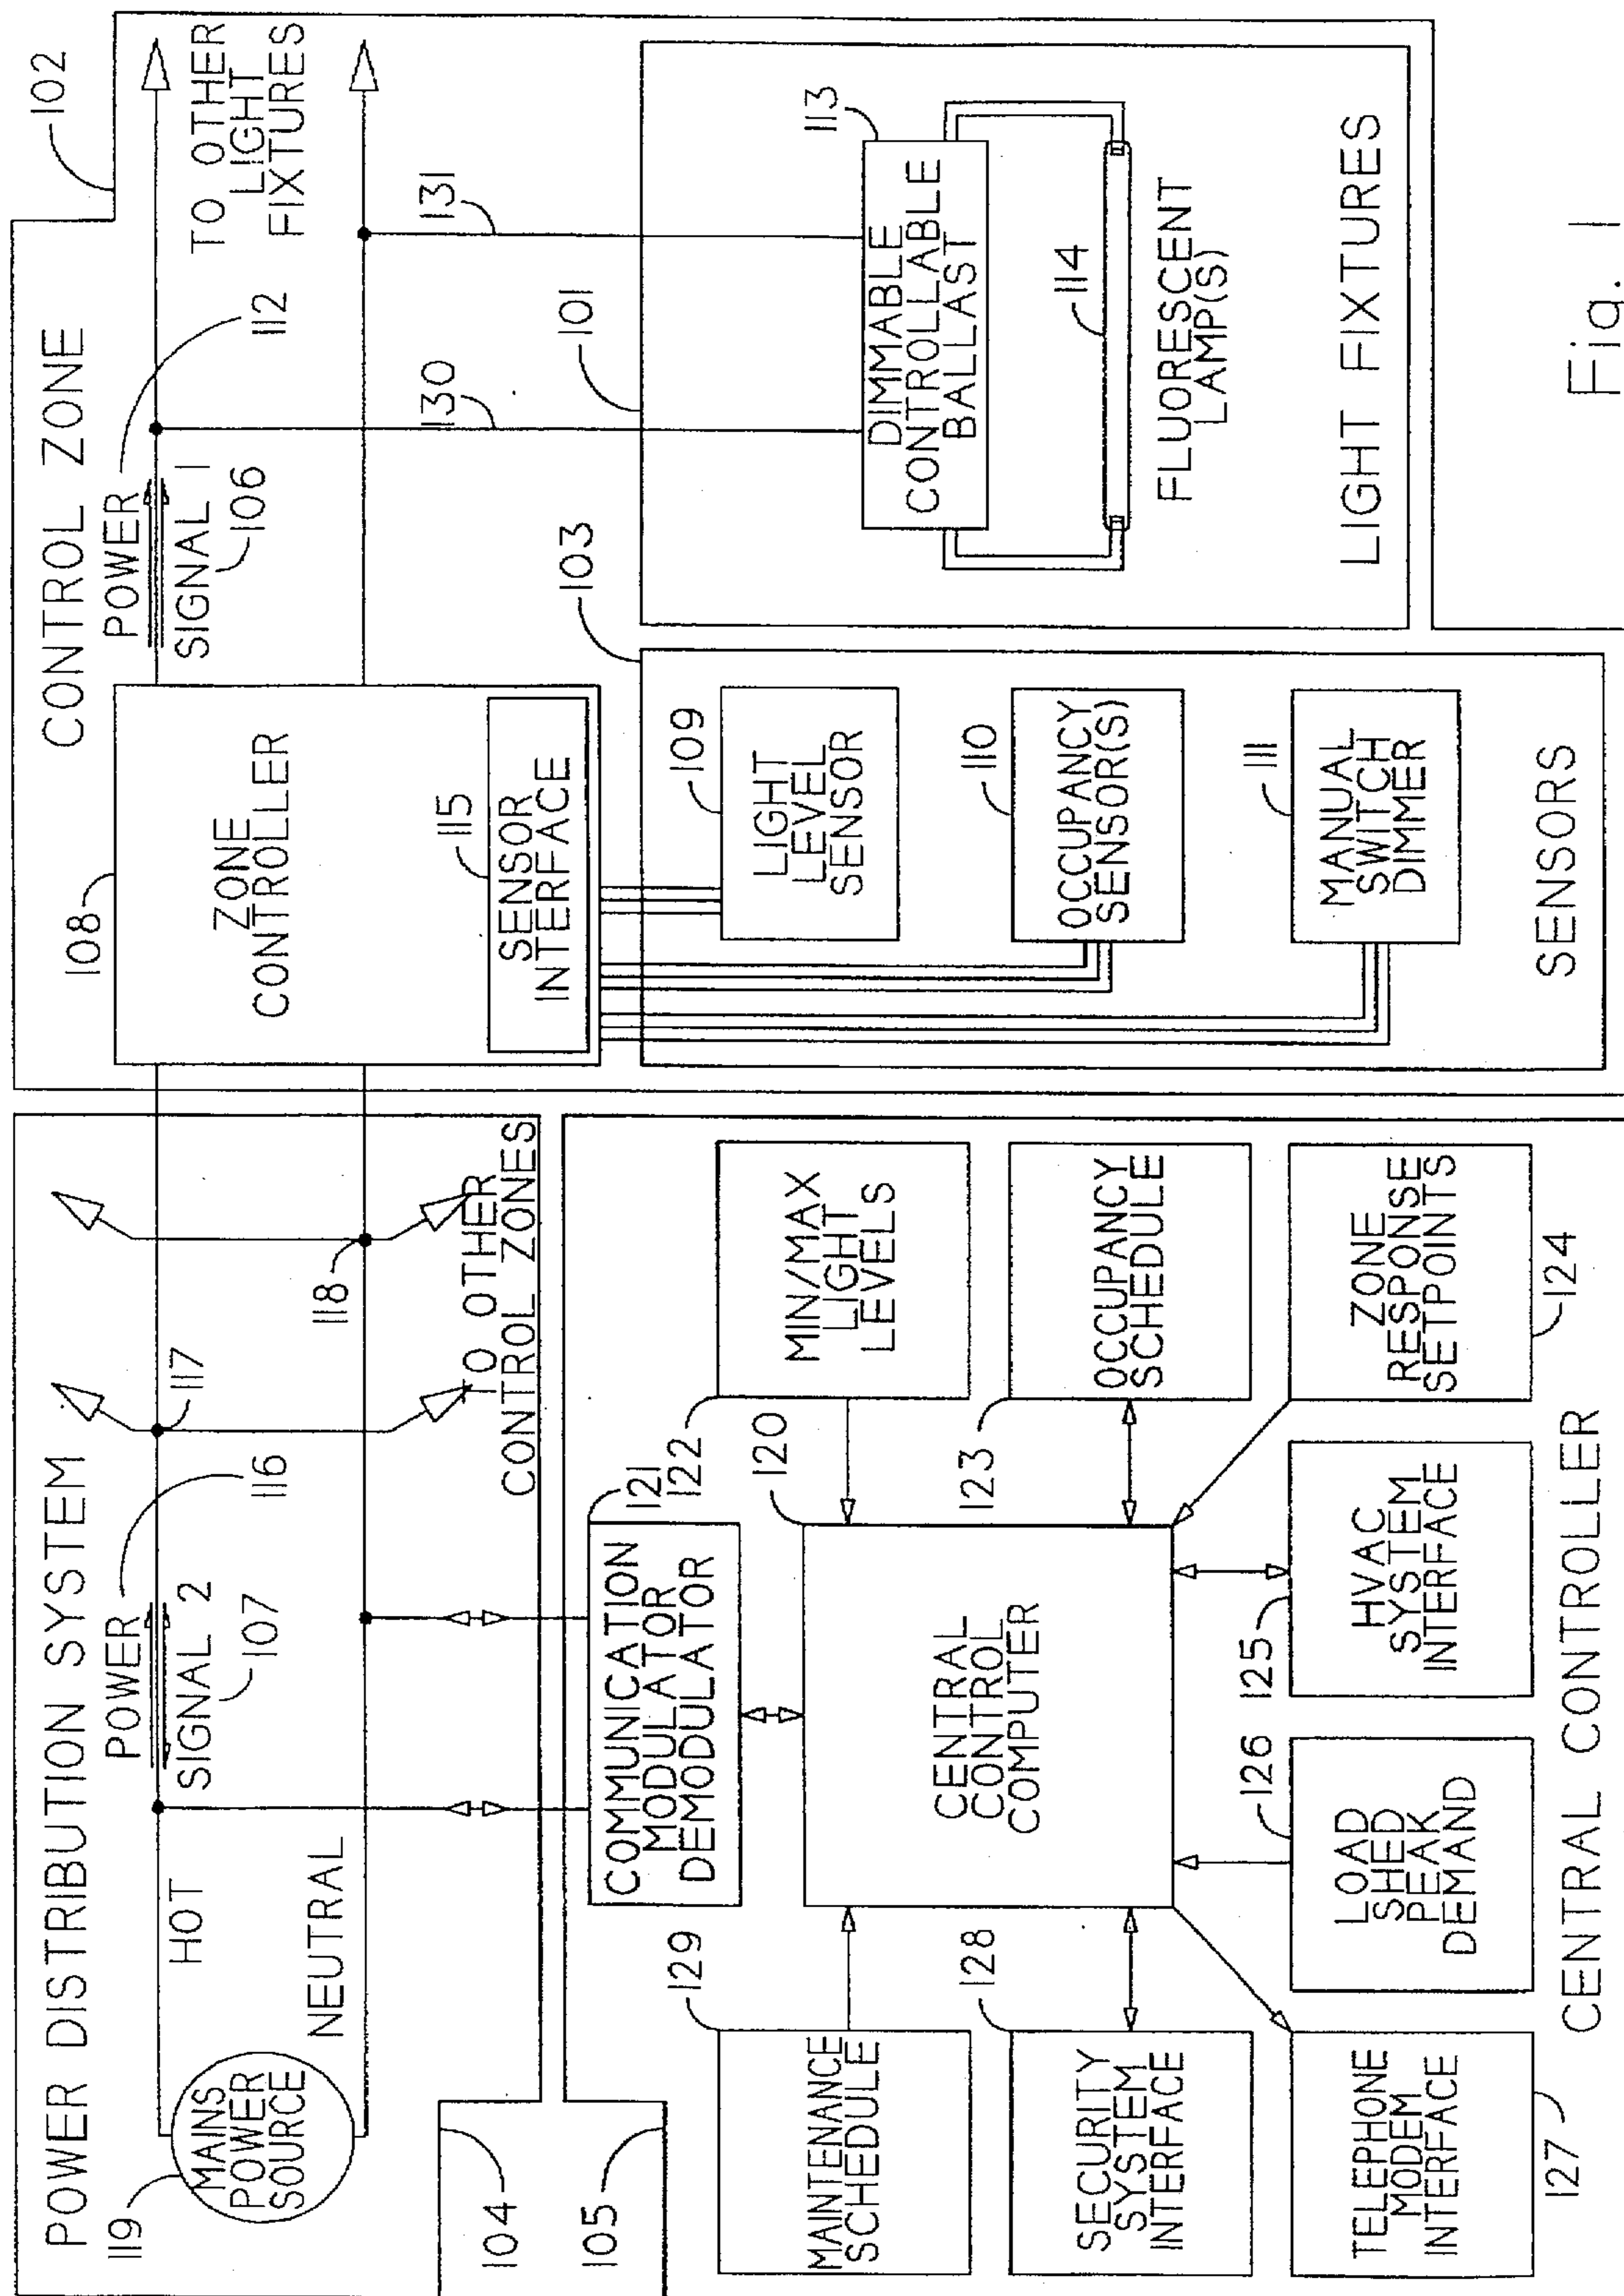 POWER DISTRIBUTION SYSTEM
119
MAINS
POWER
SOURCE
HOT
NEUTRAL
POWER
SIGNAL 2
107
116
117
118
TO OTHER
CONTROL ZONES
104
105
CONTROL ZONE
102
108
ZONE
CONTROLLER
115
SENSOR
INTERFACE
POWER
SIGNAL 1
106
112
TO OTHER
LIGHT
FIXTURES
130
131
103
109
LIGHT
LEVEL
SENSOR
110
OCCUPANCY
SENSOR(S)
111
MANUAL
SWITCH
DIMMER
SENSORS
101
113
DIMMABLE
CONTROLLABLE
BALLAST
114
FLUORESCENT
LAMP(S)
LIGHT FIXTURES
121
COMMUNICATION
MODULATOR
DEMODULATOR
122
MIN/MAX
LIGHT
LEVELS
120
CENTRAL
CONTROL
COMPUTER
123
OCCUPANCY
SCHEDULE
129
MAINTENANCE
SCHEDULE
128
SECURITY
SYSTEM
INTERFACE
TELEPHONE
MODEM
INTERFACE
127
126
LOAD
SHED
PEAK
DEMAND
125
HVAC
SYSTEM
INTERFACE
ZONE
RESPONSE
SETPOINTS
124
CENTRAL CONTROLLER
Fig. 1